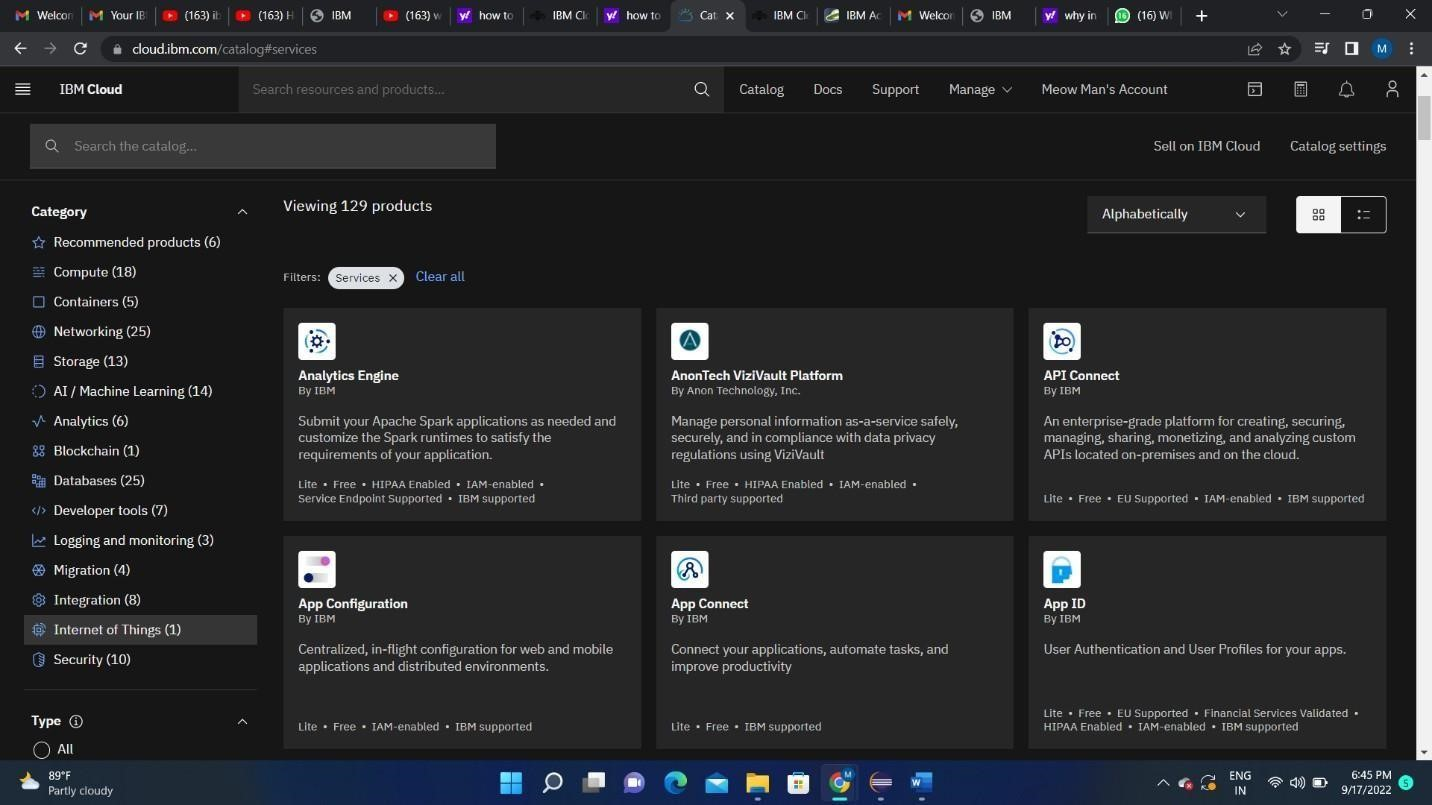 Welcon
Your IB
(163) ib
(163) H
IBM
(163) w
how to
IBM Cl
how to
Cat
IBM Cl
IBM Ac
Welcon
IBM
why in
(16) W
cloud.ibm.com/catalog#services
M
IBM Cloud
Search resources and products...
Catalog
Docs
Support
Manage
Meow Man's Account
Search the catalog...
Sell on IBM Cloud
Catalog settings
Category
Recommended products (6)
Compute (18)
Containers (5)
Networking (25)
Storage (13)
AI / Machine Learning (14)
Analytics (6)
Blockchain (1)
Databases (25)
Developer tools (7)
Logging and monitoring (3)
Migration (4)
Integration (8)
Internet of Things (1)
Security (10)
Type
All
Viewing 129 products
Alphabetically
Filters:
Services
Clear all
Analytics Engine
By IBM
Submit your Apache Spark applications as needed and
customize the Spark runtimes to satisfy the
requirements of your application.
Lite • Free • HIPAA Enabled • IAM-enabled •
Service Endpoint Supported • IBM supported
AnonTech ViziVault Platform
By Anon Technology, Inc.
Manage personal information as-a-service safely,
securely, and in compliance with data privacy
regulations using ViziVault
Lite • Free • HIPAA Enabled • IAM-enabled •
Third party supported
API Connect
By IBM
An enterprise-grade platform for creating, securing,
managing, sharing, monetizing, and analyzing custom
APIs located on-premises and on the cloud.
Lite • Free • EU Supported • IAM-enabled • IBM supported
App Configuration
By IBM
Centralized, in-flight configuration for web and mobile
applications and distributed environments.
Lite • Free • IAM-enabled • IBM supported
App Connect
By IBM
Connect your applications, automate tasks, and
improve productivity
Lite • Free • IBM supported
App ID
By IBM
User Authentication and User Profiles for your apps.
Lite • Free • EU Supported • Financial Services Validated •
HIPAA Enabled • IAM-enabled • IBM supported
89°F
Partly cloudy
ENG
IN
6:45 PM
9/17/2022